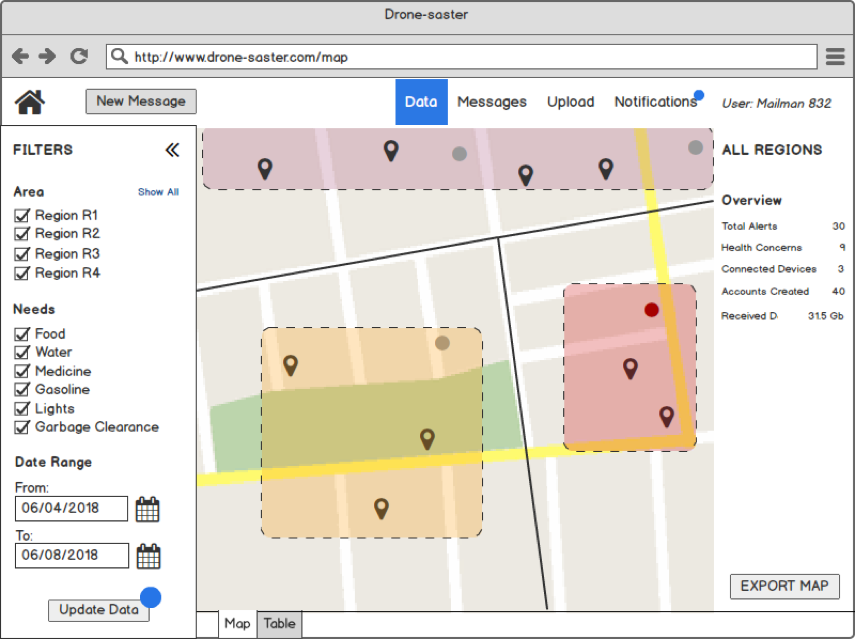 Drone-saster
http://www.drone-saster.com/map
New Message
Data
Messages
Upload
Notifications
User: Mailman 832
FILTERS
Area
Show All
Region R1
Region R2
Region R3
Region R4
Needs
Food
Water
Medicine
Gasoline
Lights
Garbage Clearance
Date Range
From:
06/04/2018
To:
06/08/2018
Update Data
ALL REGIONS
Overview
Total Alerts 30
Health Concerns 9
Connected Devices 3
Accounts Created 40
Received D. 31.5 Gb
EXPORT MAP
Map
Table